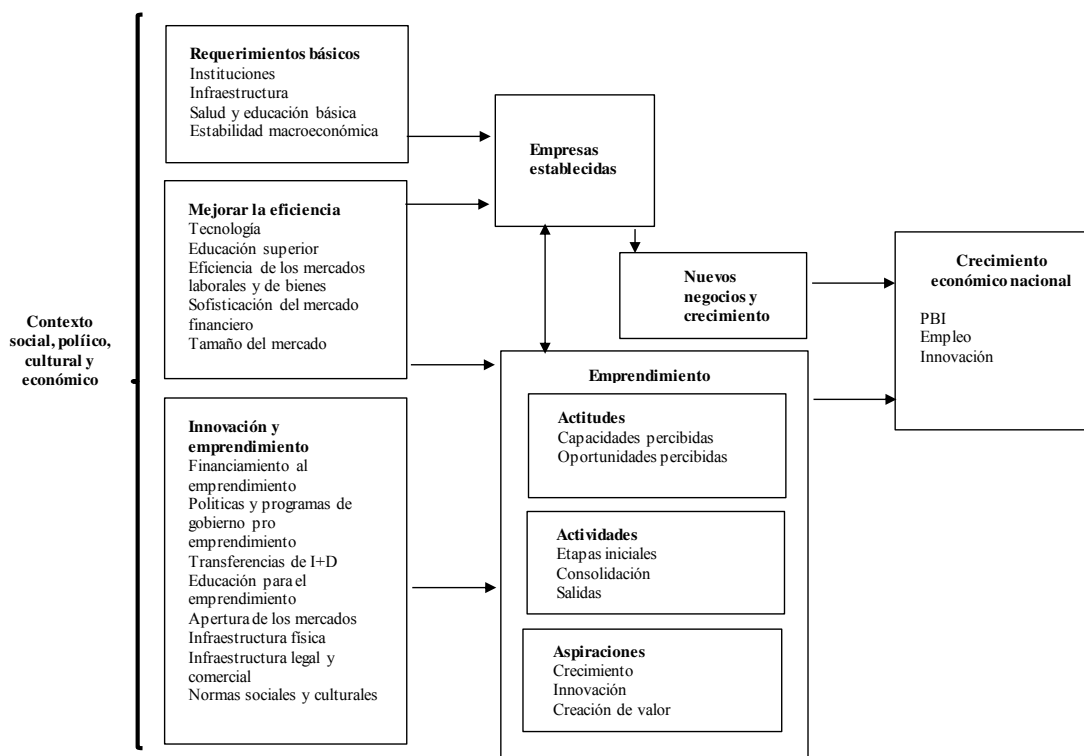 Contexto
social, políico,
cultural y
económico
Requerimientos básicos
Instituciones
Infraestructura
Salud y educación básica
Estabilidad macroeconómica
Mejorar la eficiencia
Tecnología
Educación superior
Eficiencia de los mercados
laborales y de bienes
Sofisticación del mercado
financiero
Tamaño del mercado
Innovación y
emprendimiento
Financiamiento al
emprendimiento
Politicas y programas de
gobierno pro
emprendimiento
Transferencias de I+D
Educación para el
emprendimiento
Apertura de los mercados
Infraestructura física
Infraestructura legal y
comercial
Normas sociales y culturales
Empresas
establecidas
Nuevos
negocios y
crecimiento
Emprendimiento
Actitudes
Capacidades percibidas
Oportunidades percibidas
Actividades
Etapas iniciales
Consolidación
Salidas
Aspiraciones
Crecimiento
Innovación
Creación de valor
Crecimiento
económico nacional
PBI
Empleo
Innovación